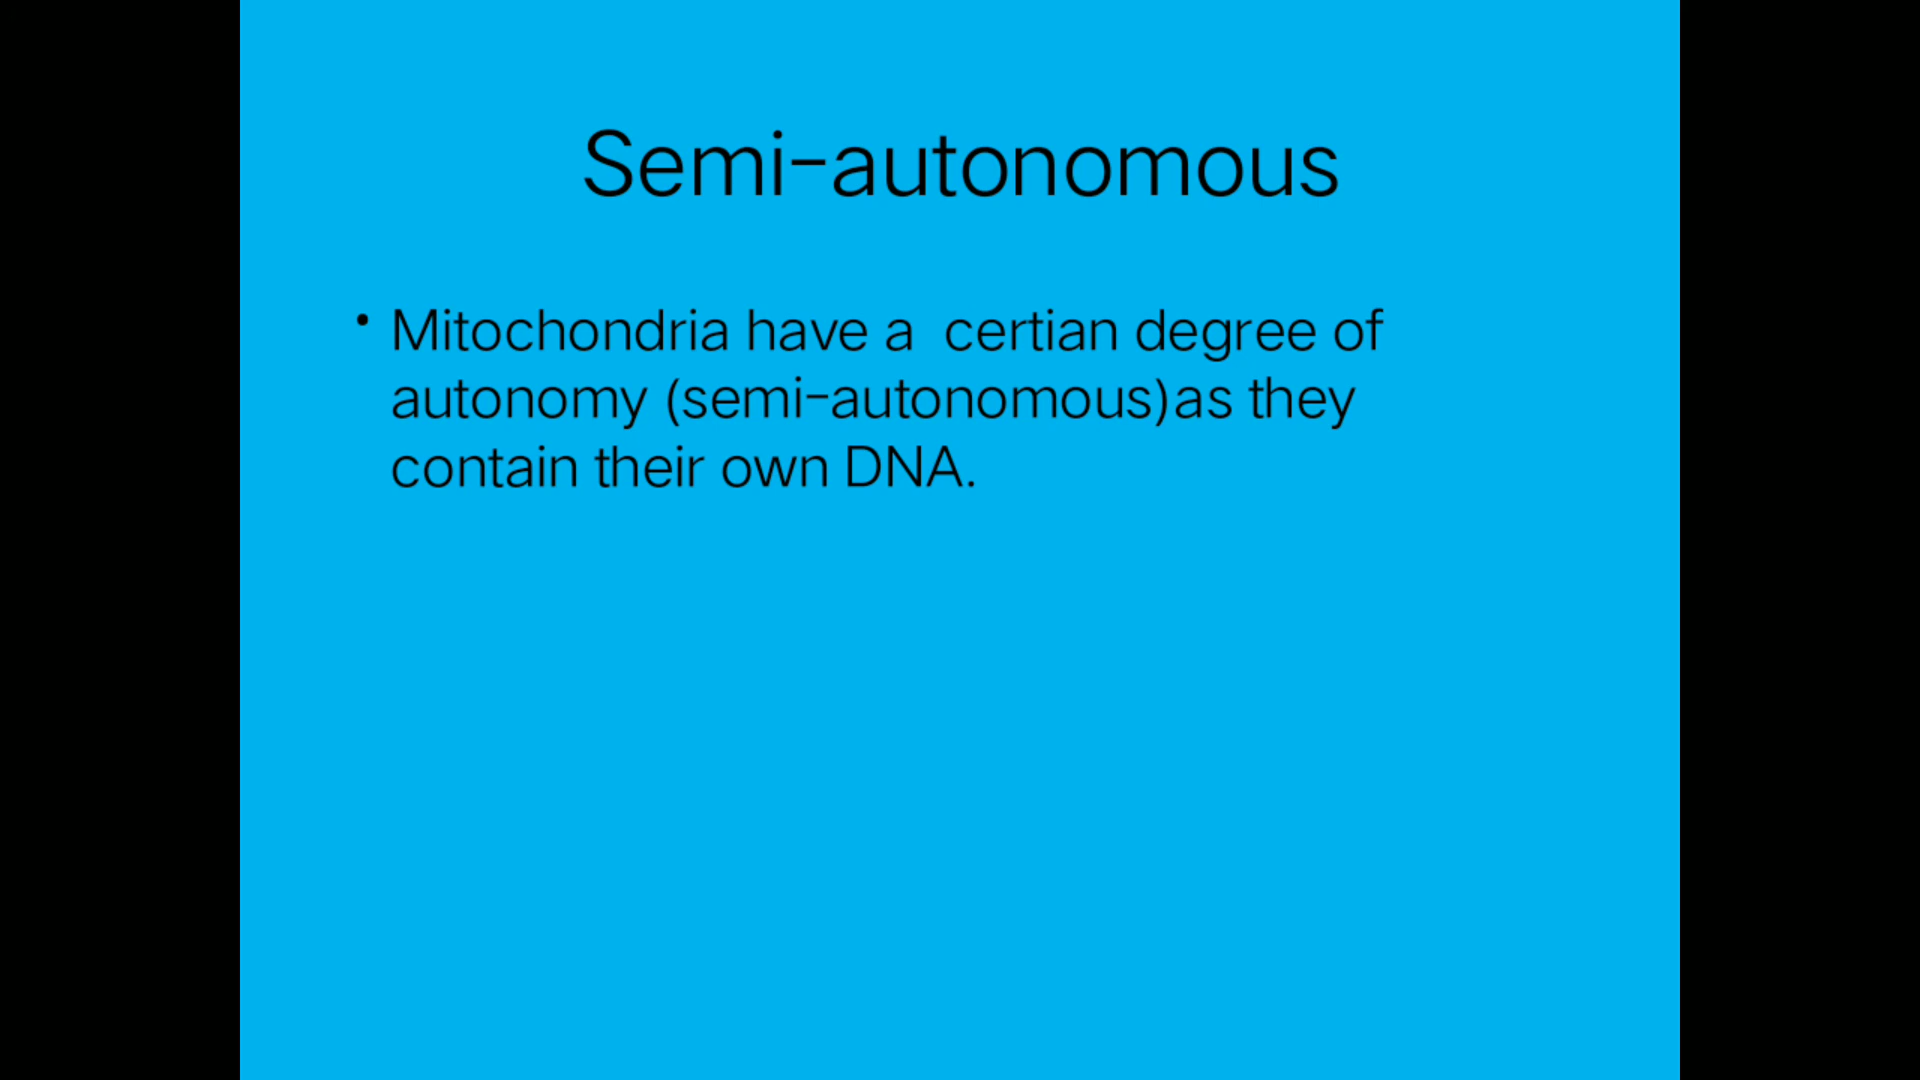 Semi-autonomous
• Mitochondria have a  certian degree of
autonomy (semi-autonomous)as they
contain their own DNA.